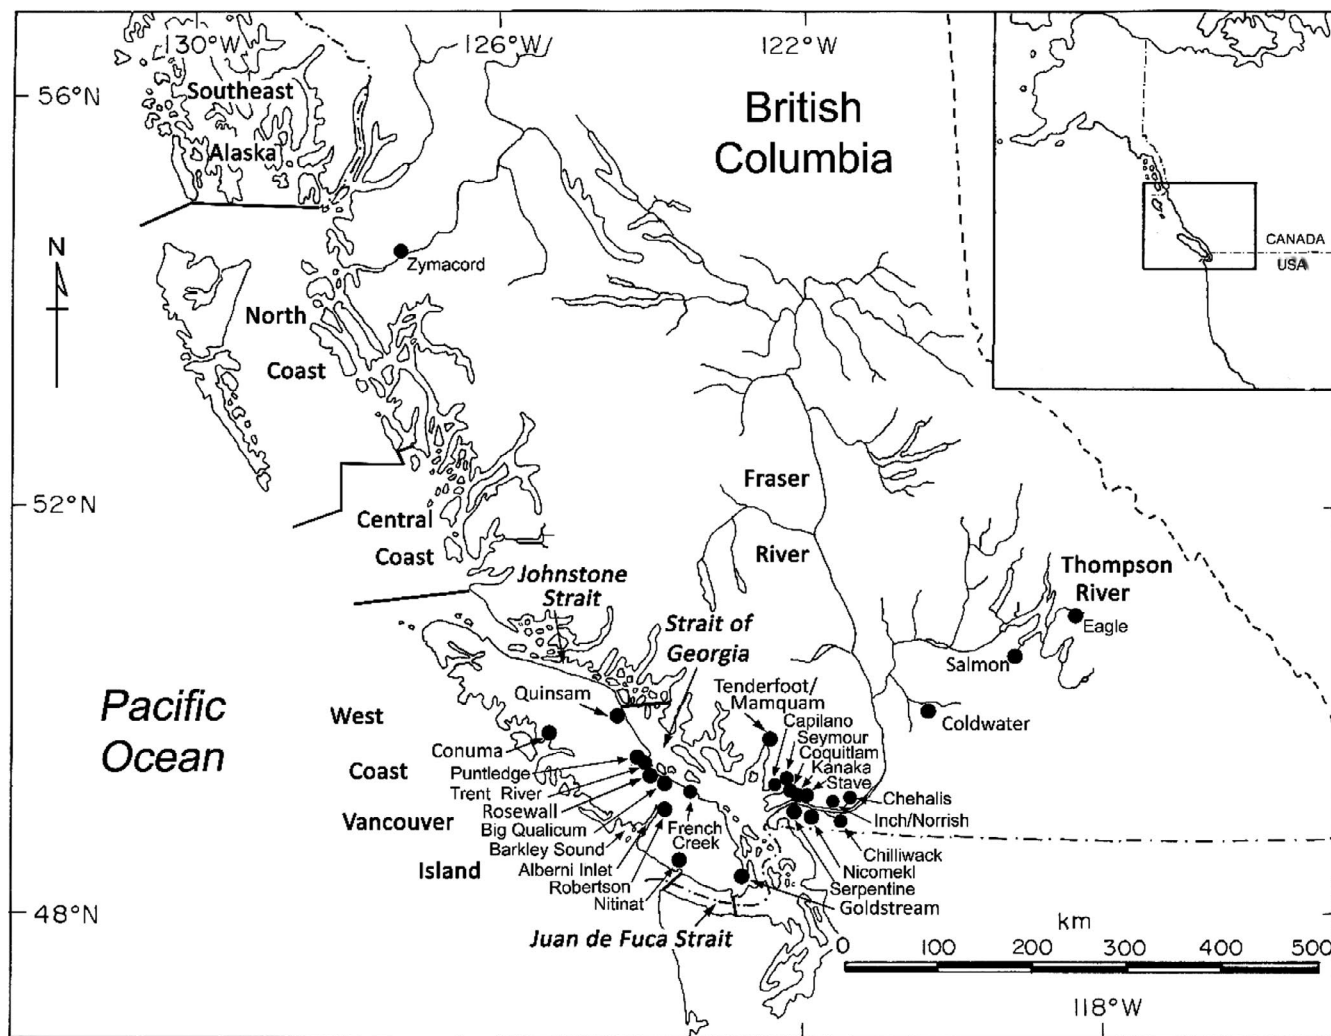 130°W
126°W
122°W
56°N
Southeast
Alaska
British
Columbia
CANADA
USA
N
Zymacord
North
Coast
52°N
Central
Coast
Fraser
River
Johnstone
Strait
Strait of
Georgia
Thompson
River
Eagle
Salmon
Coldwater
Pacific
Ocean
West
Coast
Vancouver
Island
Quinsam
Conuma
Puntledge
Trent River
Rosewall
Big Qualicum
Barkley Sound
Alberni Inlet
Robertson
Nitinat
French
Creek
Tenderfoot/
Mamquam
Capilano
Seymour
Coquitlam
Kanaka
Stave
Chehalis
Inch/Norrish
Chilliwack
Nicomekl
Serpentine
Goldstream
48°N
Juan de Fuca Strait
km
0 100 200 300 400 500
118°W